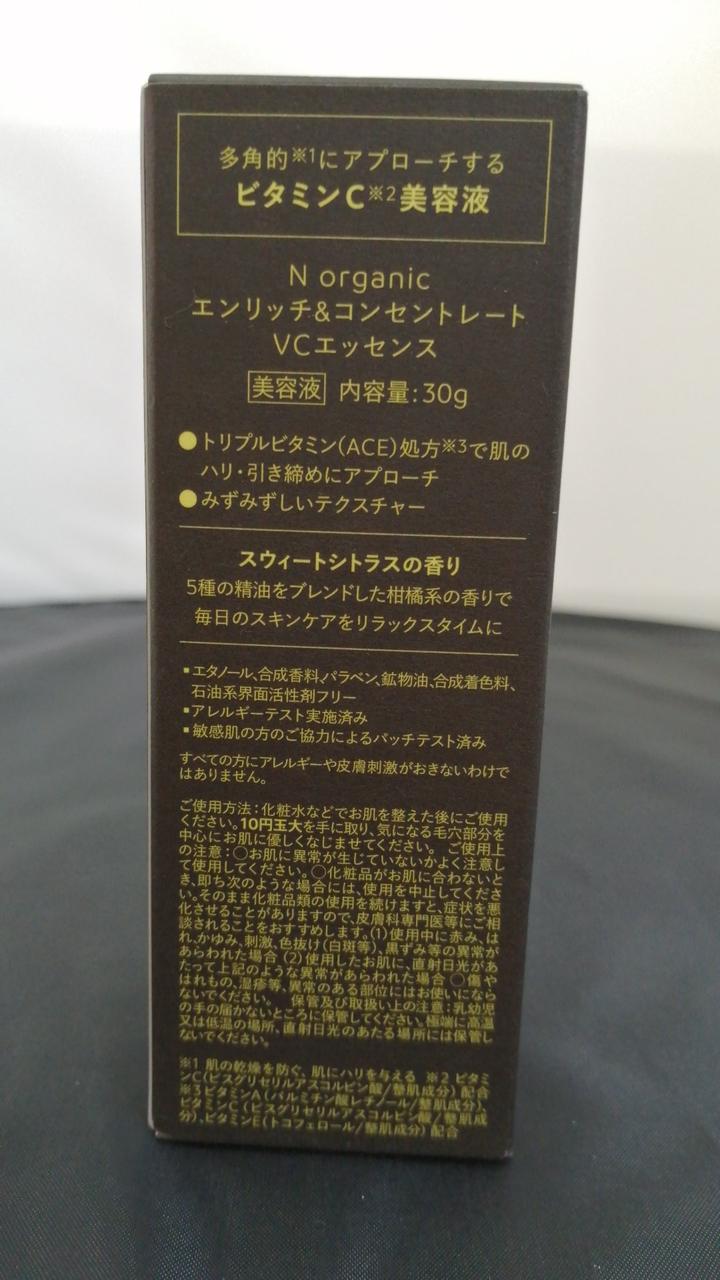 多角的※1にアプローチする
ビタミンC※2美容液
N organic
エンリッチ&コンセントレート
VCエッセンス
美容液 内容量:30g
●トリプルビタミン(ACE)処方※3で肌の
ハリ・引き締めにアプローチ
●みずみずしいテクスチャー
スウィートシトラスの香り
5種の精油をブレンドした柑橘系の香りで
毎日のスキンケアをリラックスタイムに
▪エタノール、合成香料、パラベン、鉱物油、合成着色料、
石油系界面活性剤フリー
▪アレルギーテスト実施済み
▪敏感肌の方のご協力によるパッチテスト済み
すべての方にアレルギーや皮膚刺激がおきないわけで
はありません。
ご使用方法：化粧水などでお肌を整えた後にご使用
ください。10円玉大を手に取り、気になる毛穴部分を
中心にお肌に優しくなじませてください。 ご使用上
の注意：○お肌に異常が生じていないかよく注意し
て使用してください。○化粧品がお肌に合わないと
き、即ち次のような場合には、使用を中止してくださ
い。そのまま化粧品類の使用を続けますと、症状を悪
化させることがありますので、皮膚科専門医等にご相
談されることをおすすめします。(1)使用中に赤み、は
れ、かゆみ、刺激、色抜け(白斑等)、黒ずみ等の異常が
あらわれた場合 (2)使用したお肌に、直射日光があ
たって上記のような異常があらわれた場合 ○傷や
はれもの、湿疹等、異常のある部位にはお使いになら
ないでください。 保管及び取扱い上の注意：乳幼児
の手の届かないところに保管してください。極端に高温
又は低温の場所、直射日光のあたる場所には保管し
ないでください。
※1 肌の乾燥を防ぐ、肌にハリを与える ※2 ビタミ
ンC(ビスグリセリルアスコルビン酸/整肌成分) 配合
※3 ビタミンA(パルミチン酸レチノール/整肌成分)、
ビタミンC(ビスグリセリルアスコルビン酸/整肌成
分)、ビタミンE(トコフェロール/整肌成分) 配合